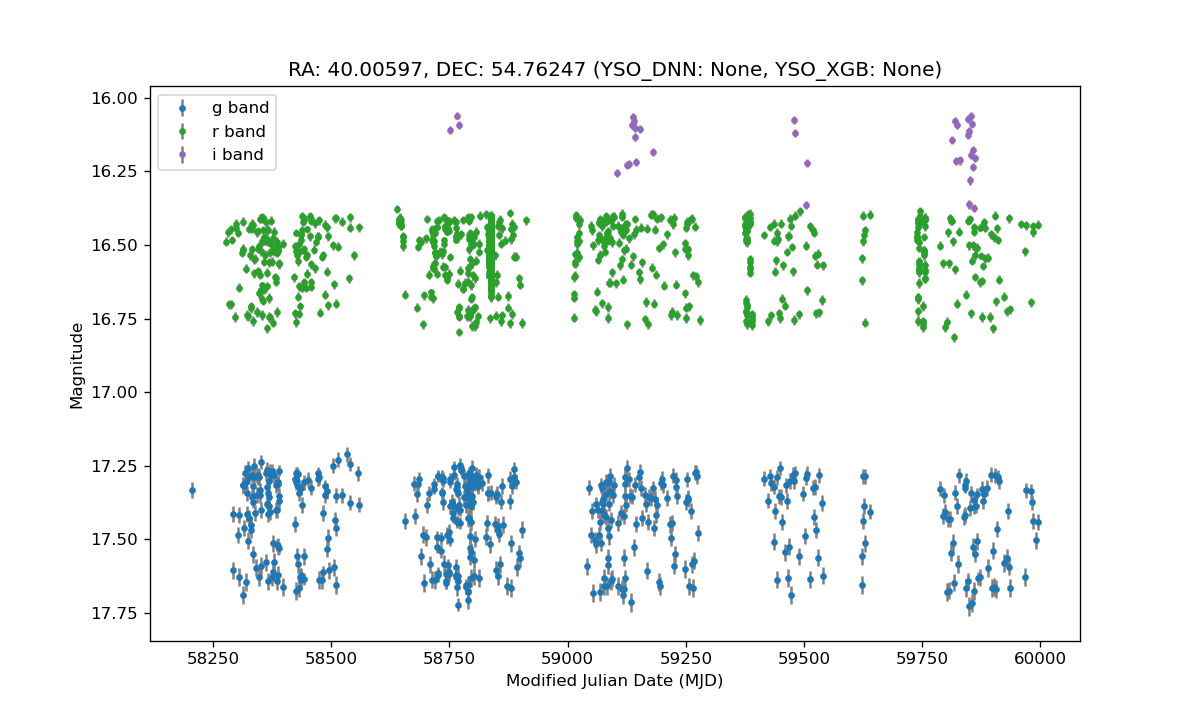 RA: 40.00597, DEC: 54.76247 (YSO_DNN: None, YSO_XGB: None)
g band
r band
i band
Magnitude
16.00
16.25
16.50
16.75
17.00
17.25
17.50
17.75
58250 58500 58750 59000 59250 59500 59750 60000
Modified Julian Date (MJD)